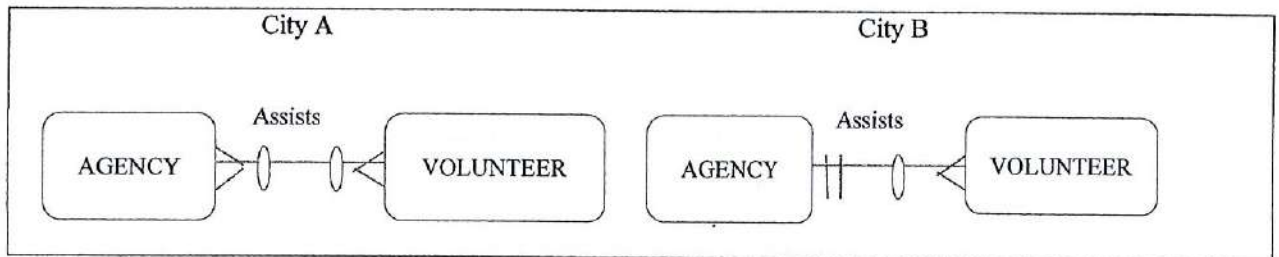 City A
City B
Assists
AGENCY
VOLUNTEER
Assists
AGENCY
VOLUNTEER